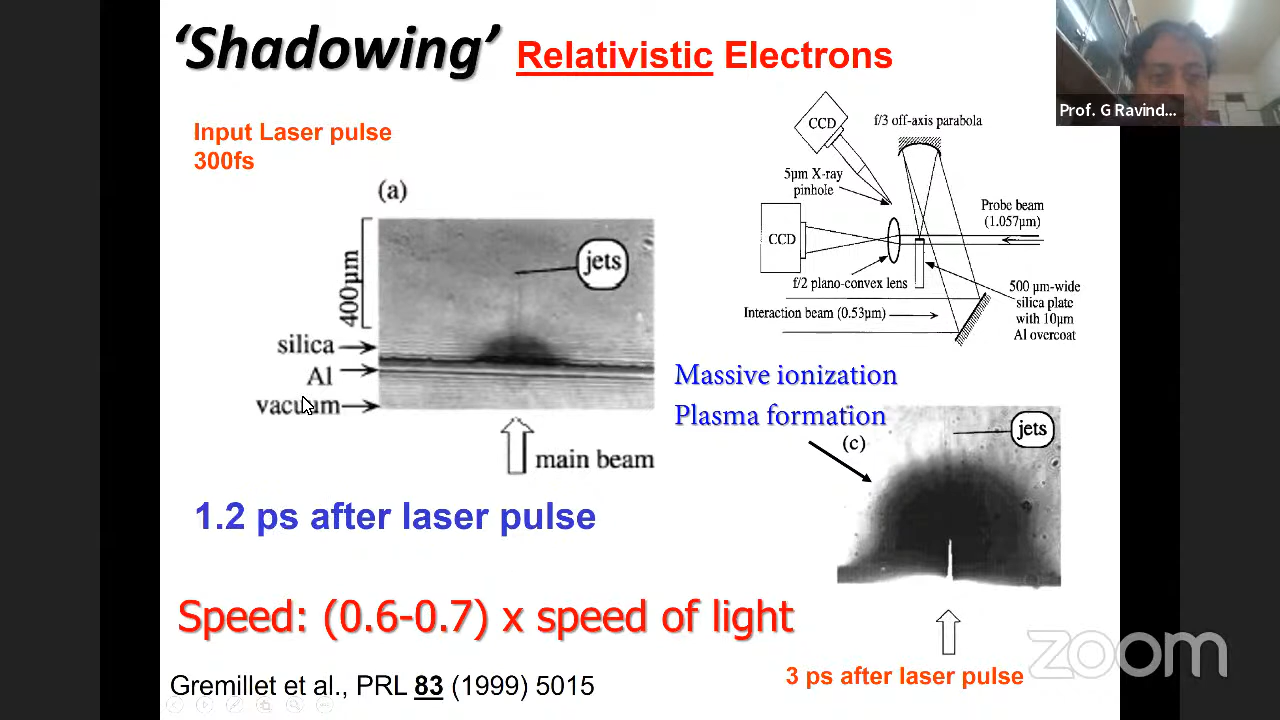 ‘Shadowing’ Relativistic Electrons
Prof. G Ravind...
Input Laser pulse
300fs
(a)
jets
400μm
silica
Al
vacuum
main beam
CCD
f/3 off-axis parabola
5μm X-ray
pinhole
Probe beam
(1.057μm)
CCD
f/2 plano-convex lens
500 μm-wide
silica plate
with 10μm
Al overcoat
Interaction beam (0.53μm)
Massive ionization
Plasma formation
(c)
jets
1.2 ps after laser pulse
Speed: (0.6-0.7) x speed of light
3 ps after laser pulse
zoom
Gremillet et al., PRL 83 (1999) 5015